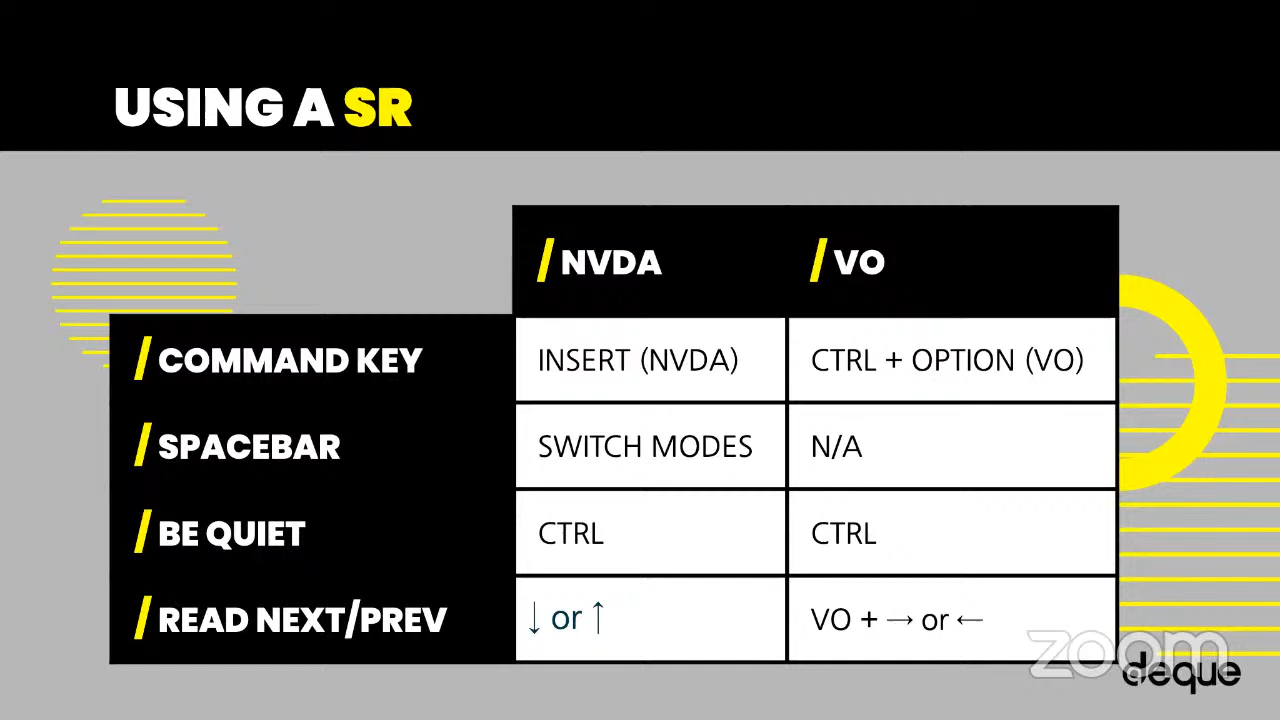 USING A SR
/ NVDA / VO
/ COMMAND KEY INSERT (NVDA) CTRL + OPTION (VO)
/ SPACEBAR SWITCH MODES N/A
/ BE QUIET CTRL CTRL
/ READ NEXT/PREV ↓ or ↑ VO + → or ←
zoom
deque